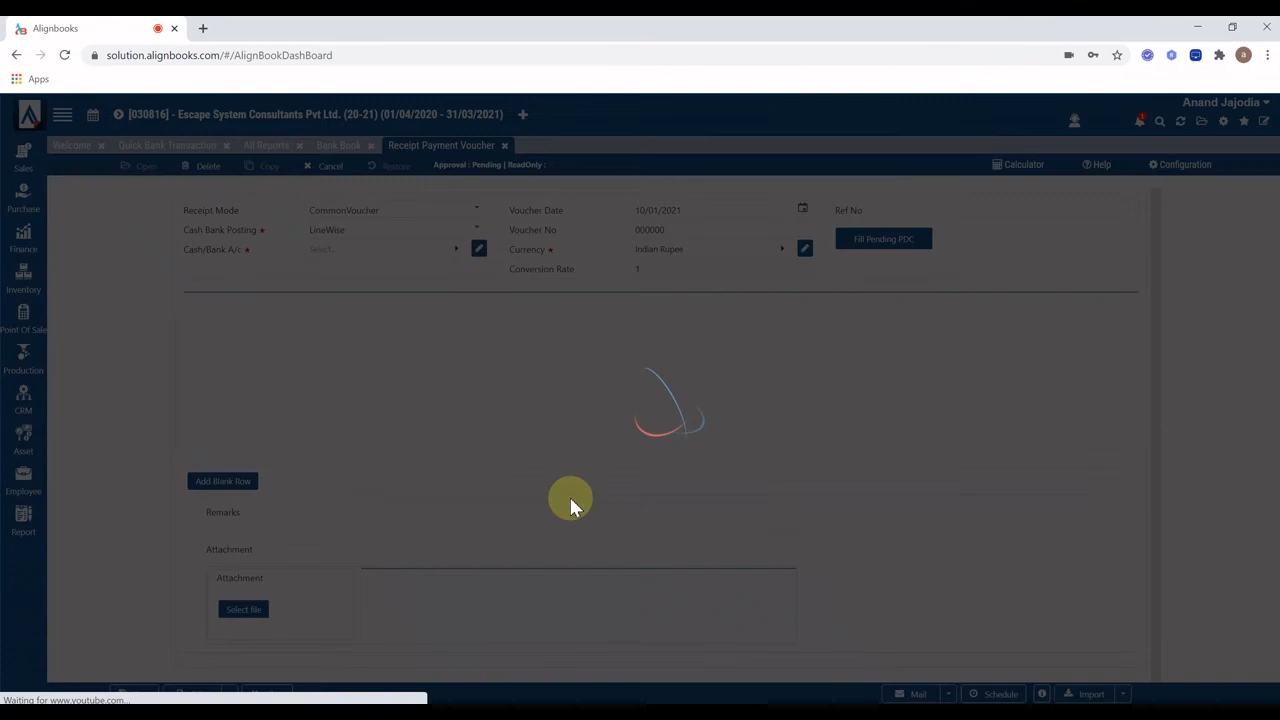 Alignbooks
solution.alignbooks.com/#/AlignBookDashBoard
a
Apps
Anand Jajodia
[030816] - Escape System Consultants Pvt Ltd. (20-21) (01/04/2020 - 31/03/2021)
1
Welcome
Quick Bank Transaction
All Reports
Bank Book
Receipt Payment Voucher
Open
Delete
Copy
Cancel
Restore
Approval : Pending | ReadOnly :
Calculator
Help
Configuration
Sales
Purchase
Finance
Inventory
Point Of Sale
Production
CRM
Asset
Employee
Report
Receipt Mode
CommonVoucher
Voucher Date
10/01/2021
Ref No
Cash Bank Posting *
LineWise
Voucher No
000000
Fill Pending PDC
Cash/Bank A/c *
Select..
Currency *
Indian Rupee
Conversion Rate
1
Add Blank Row
Remarks
Attachment
Attachment
Select file
Mail
Schedule
Import
Waiting for www.youtube.com...